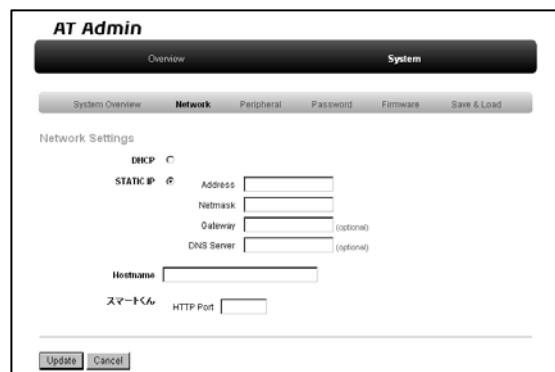 AT Admin
Overview System
System Overview Network Peripheral Password Firmware Save & Load
Network Settings
DHCP
STATIC IP Address
Netmask
Gateway (optional)
DNS Server (optional)
Hostname
スマートくん HTTP Port
Update Cancel